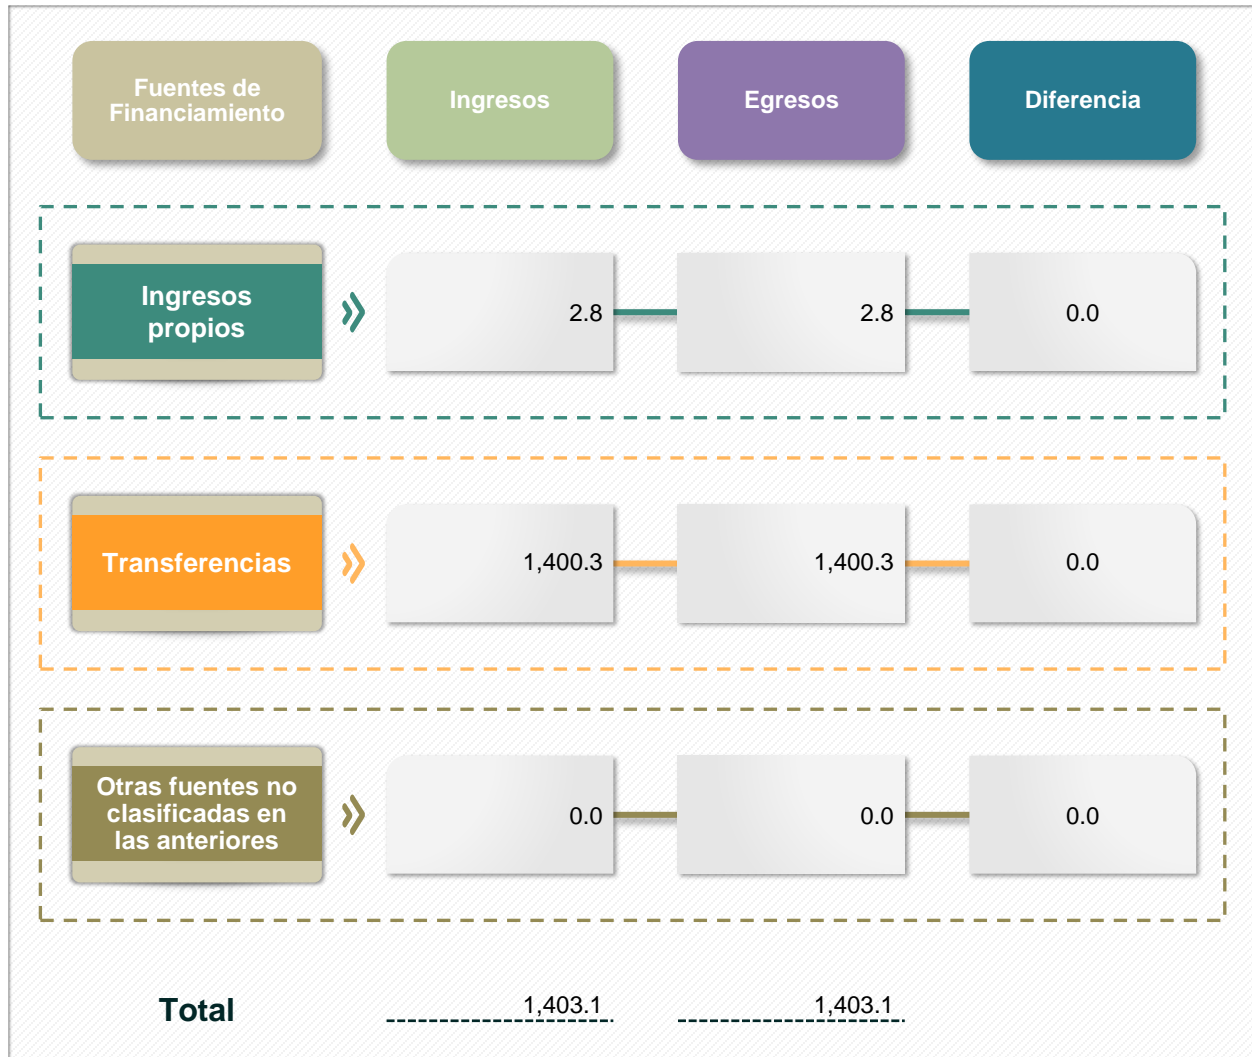 Fuentes de
Financiamiento
Ingresos
Egresos
Diferencia
Ingresos
propios
2.8
2.8
0.0
Transferencias
1,400.3
1,400.3
0.0
Otras fuentes no
clasificadas en
las anteriores
0.0
0.0
0.0
Total
1,403.1
1,403.1